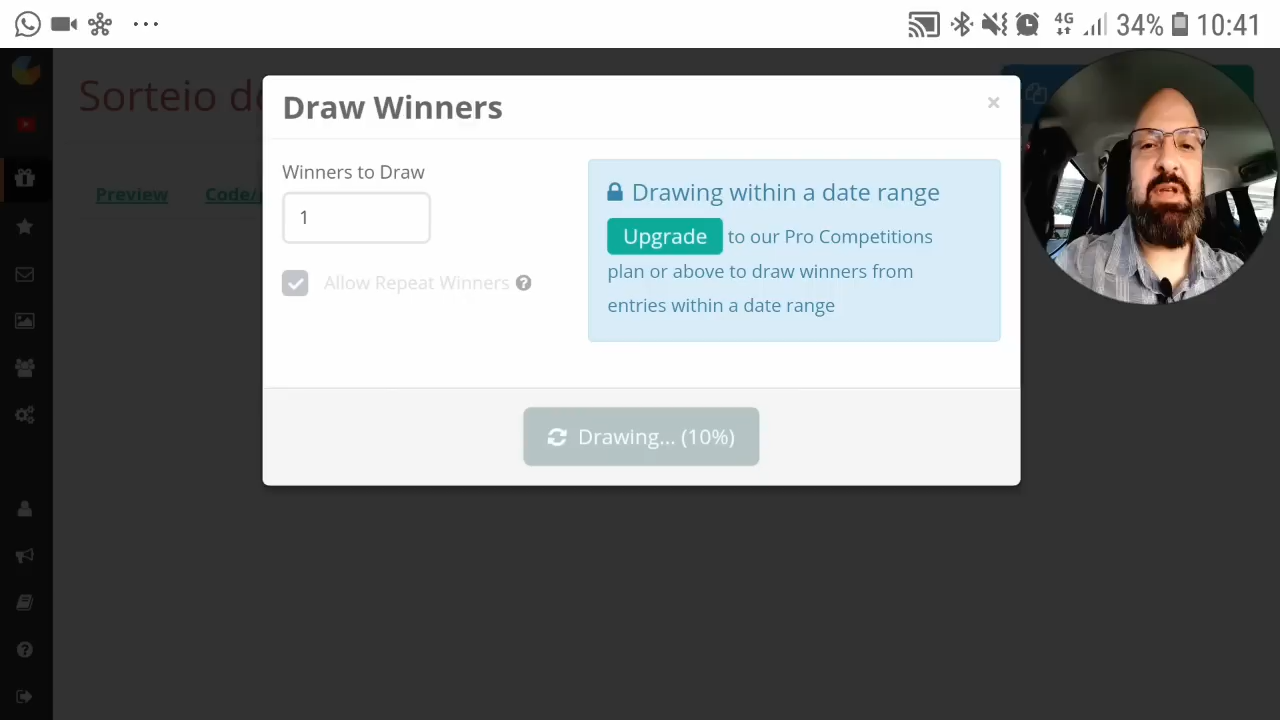 4G 34% 10:41
Sorteio d
Draw Winners
×
Preview Code/
Winners to Draw
1
Allow Repeat Winners ?
Drawing within a date range
Upgrade to our Pro Competitions
plan or above to draw winners from
entries within a date range
Drawing... (10%)